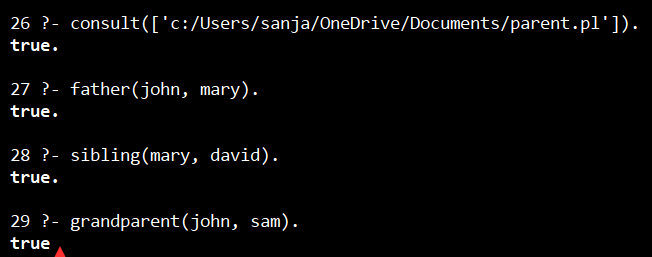 26 ?- consult(['c:/Users/sanja/OneDrive/Documents/parent.pl']).
true.
27 ?- father(john, mary).
true.
28 ?- sibling(mary, david).
true.
29 ?- grandparent(john, sam).
true